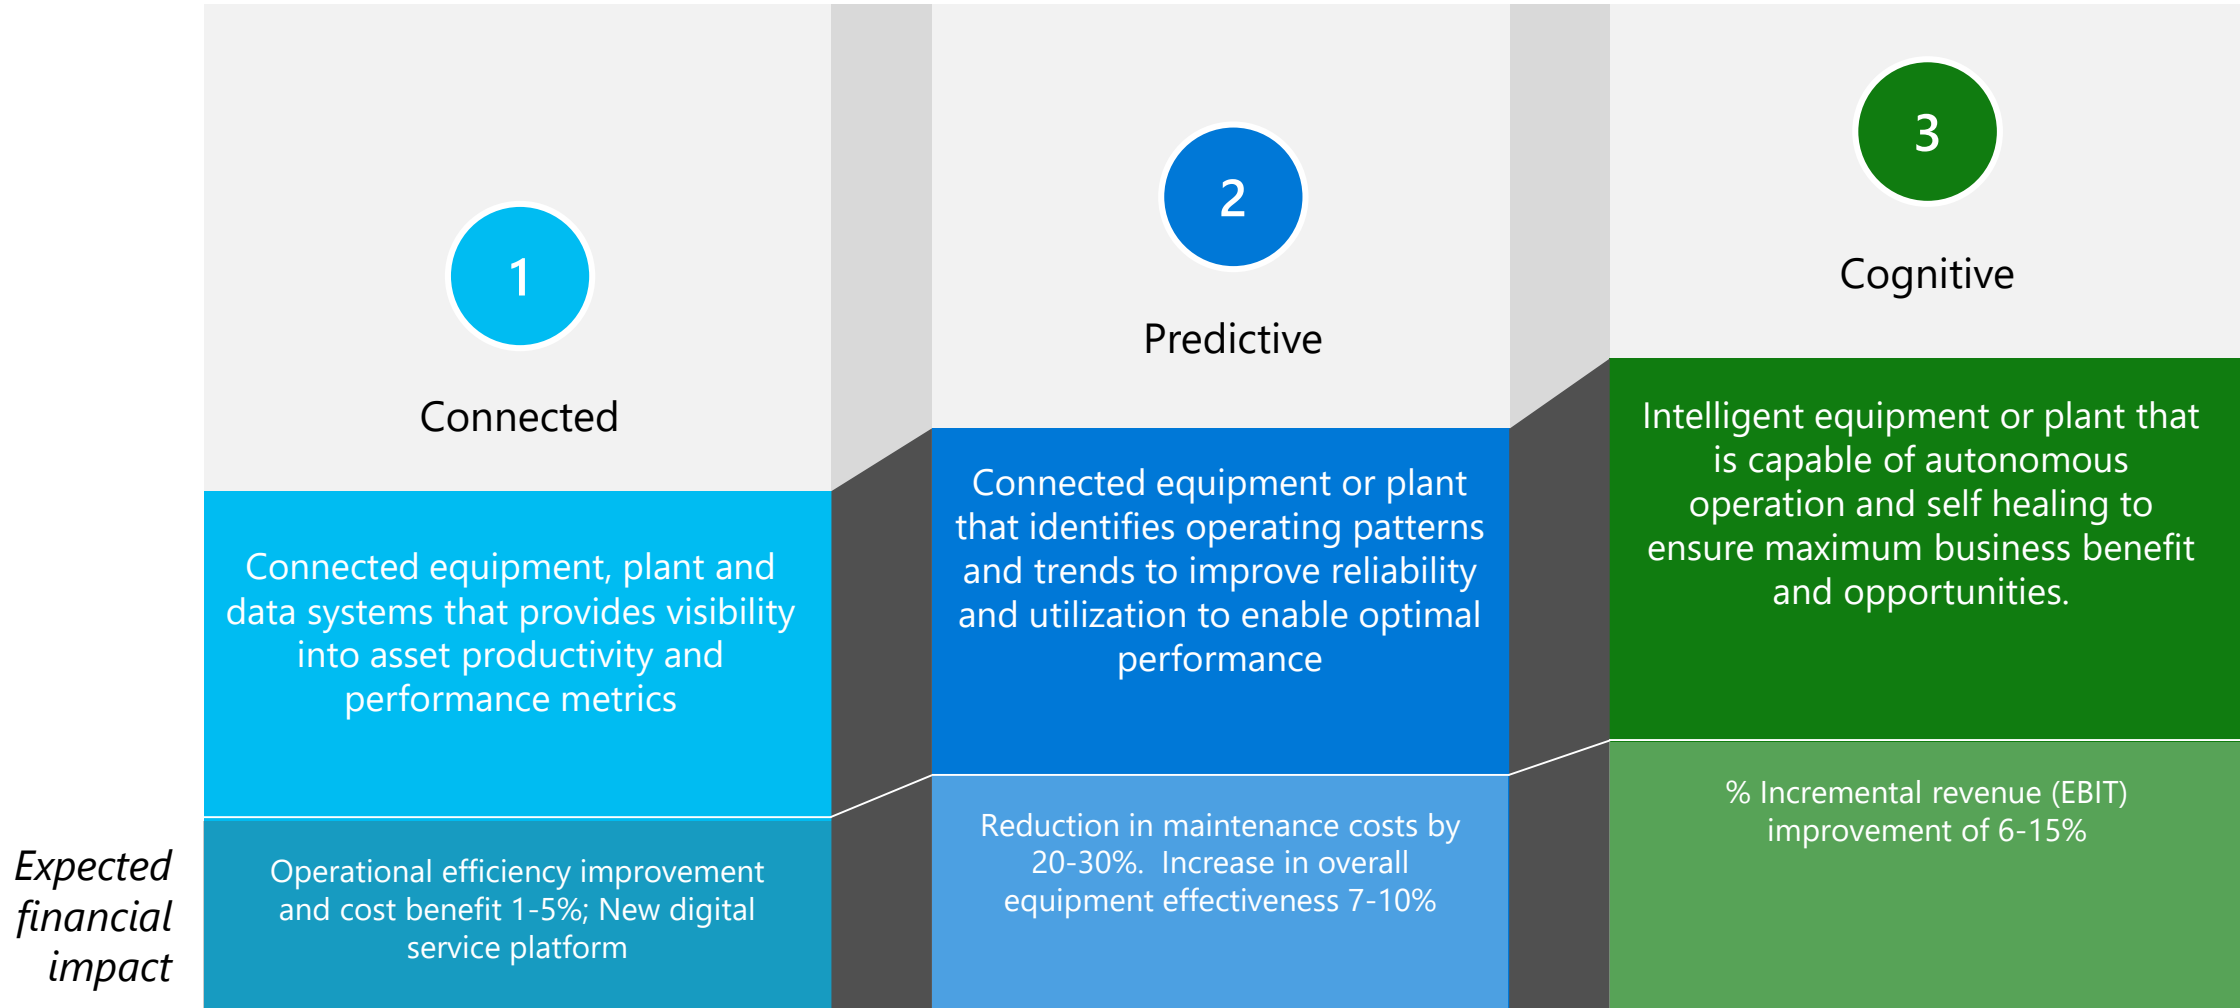 1
Connected
Connected equipment, plant and
data systems that provides visibility
into asset productivity and
performance metrics
Operational efficiency improvement
and cost benefit 1-5%; New digital
service platform
2
Predictive
Connected equipment or plant
that identifies operating patterns
and trends to improve reliability
and utilization to enable optimal
performance
Reduction in maintenance costs by
20-30%.  Increase in overall
equipment effectiveness 7-10%
3
Cognitive
Intelligent equipment or plant that
is capable of autonomous
operation and self healing to
ensure maximum business benefit
and opportunities.
% Incremental revenue (EBIT)
improvement of 6-15%
Expected
financial
impact